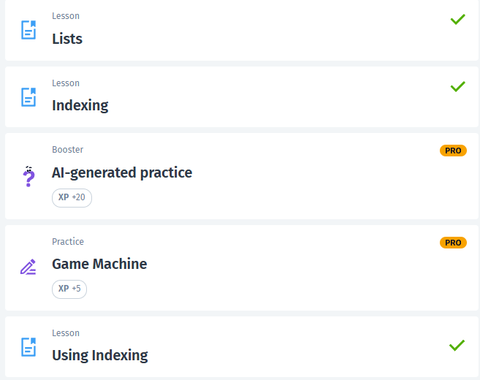 Lesson
Lists
Lesson
Indexing
Booster
PRO
AI-generated practice
XP +20
Practice
PRO
Game Machine
XP +5
Lesson
Using Indexing